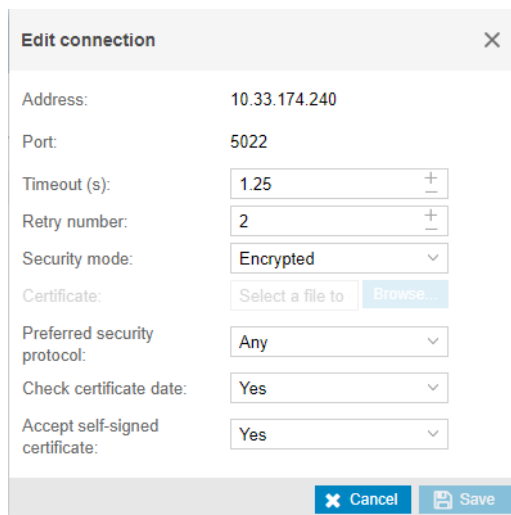 Edit connection
Address: 10.33.174.240
Port: 5022
Timeout (s): 1.25
Retry number: 2
Security mode: Encrypted
Certificate: Select a file to Browse...
Preferred security
protocol: Any
Check certificate date: Yes
Accept self-signed
certificate: Yes
Cancel Save